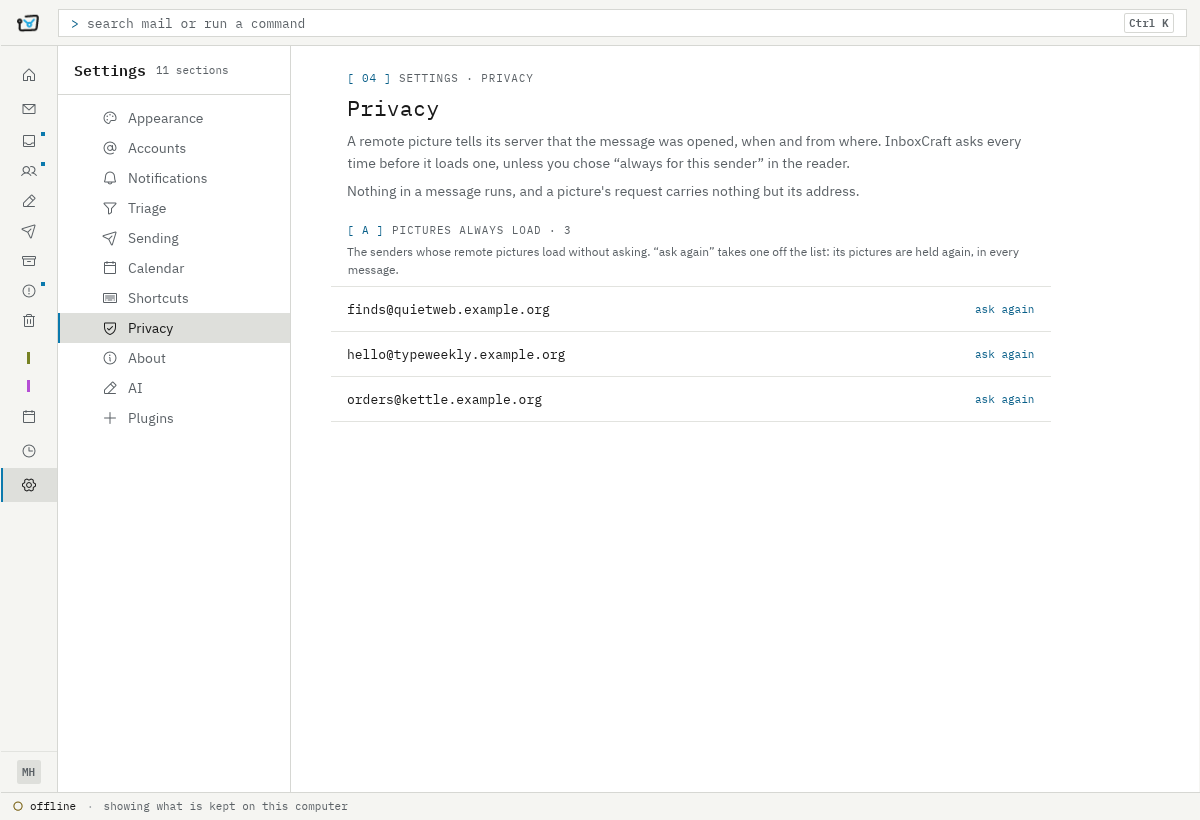 > search mail or run a command
Ctrl K
Settings 11 sections
Appearance
Accounts
Notifications
Triage
Sending
Calendar
Shortcuts
Privacy
About
AI
Plugins
[ 04 ] SETTINGS · PRIVACY
Privacy
A remote picture tells its server that the message was opened, when and from where. InboxCraft asks every
time before it loads one, unless you chose “always for this sender” in the reader.
Nothing in a message runs, and a picture's request carries nothing but its address.
[ A ] PICTURES ALWAYS LOAD · 3
The senders whose remote pictures load without asking. “ask again” takes one off the list: its pictures are held again, in every
message.
finds@quietweb.example.org ask again
hello@typeweekly.example.org ask again
orders@kettle.example.org ask again
MH
offline · showing what is kept on this computer